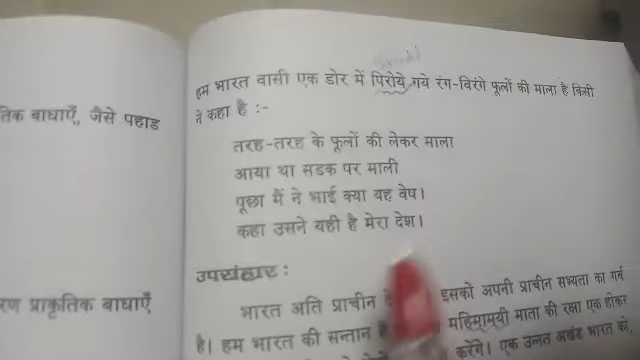 हम भारत वासी एक डोर में पिरोये गये रंग-विरंगे फूलों की माला है किसी
ने कहा है :-
तरह-तरह के फूलों की लेकर माला
आया था सडक पर माली
पूछा मैं ने भाई क्या यह वेष।
कहा उसने यही है मेरा देश।
उपसंहार :
भारत अति प्राचीन इसको अपनी प्राचीन सभ्यता का गर्व
है। हम भारत की सन्तान महिमामयी माता की रक्षा एक होकर
करेंगे। एक उन्नत अखंड भारत को
तिक बाधाएँ, जैसे पहाड
रण प्राकृतिक बाधाएँ